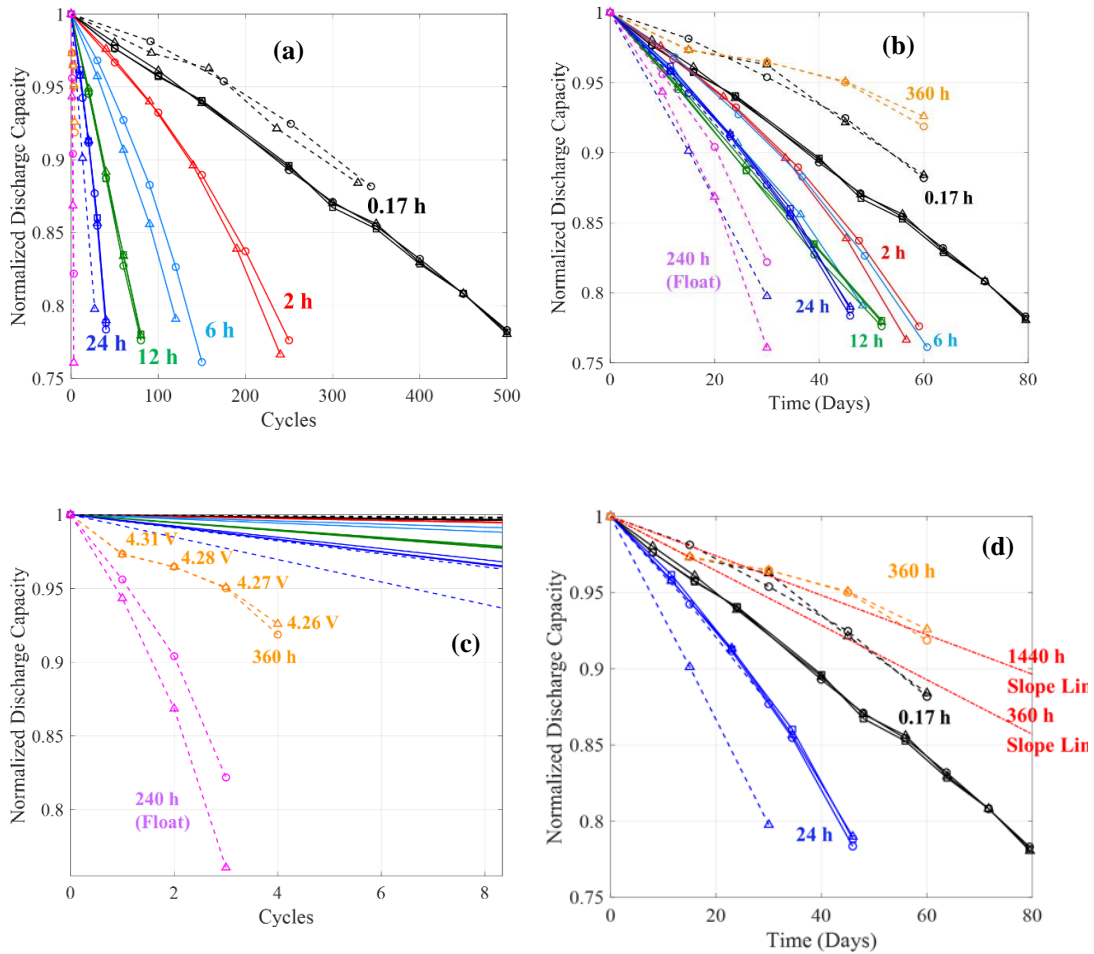 (a)
1
0.95
0.9
0.85
0.8
0.75
0
100
200
300
400
500
Normalized Discharge Capacity
Cycles
0.17 h
2 h
6 h
12 h
24 h
(b)
1
0.95
0.9
0.85
0.8
0.75
0
20
40
60
80
Normalized Discharge Capacity
Time (Days)
360 h
0.17 h
240 h
(Float)
2 h
24 h
12 h
6 h
(c)
1
0.95
0.9
0.85
0.8
0
2
4
6
8
Normalized Discharge Capacity
Cycles
4.31 V
4.28 V
4.27 V
4.26 V
360 h
240 h
(Float)
(d)
1
0.95
0.9
0.85
0.8
0.75
0
20
40
60
80
Normalized Discharge Capacity
Time (Days)
360 h
1440 h
Slope Lin
0.17 h
360 h
Slope Lin
24 h